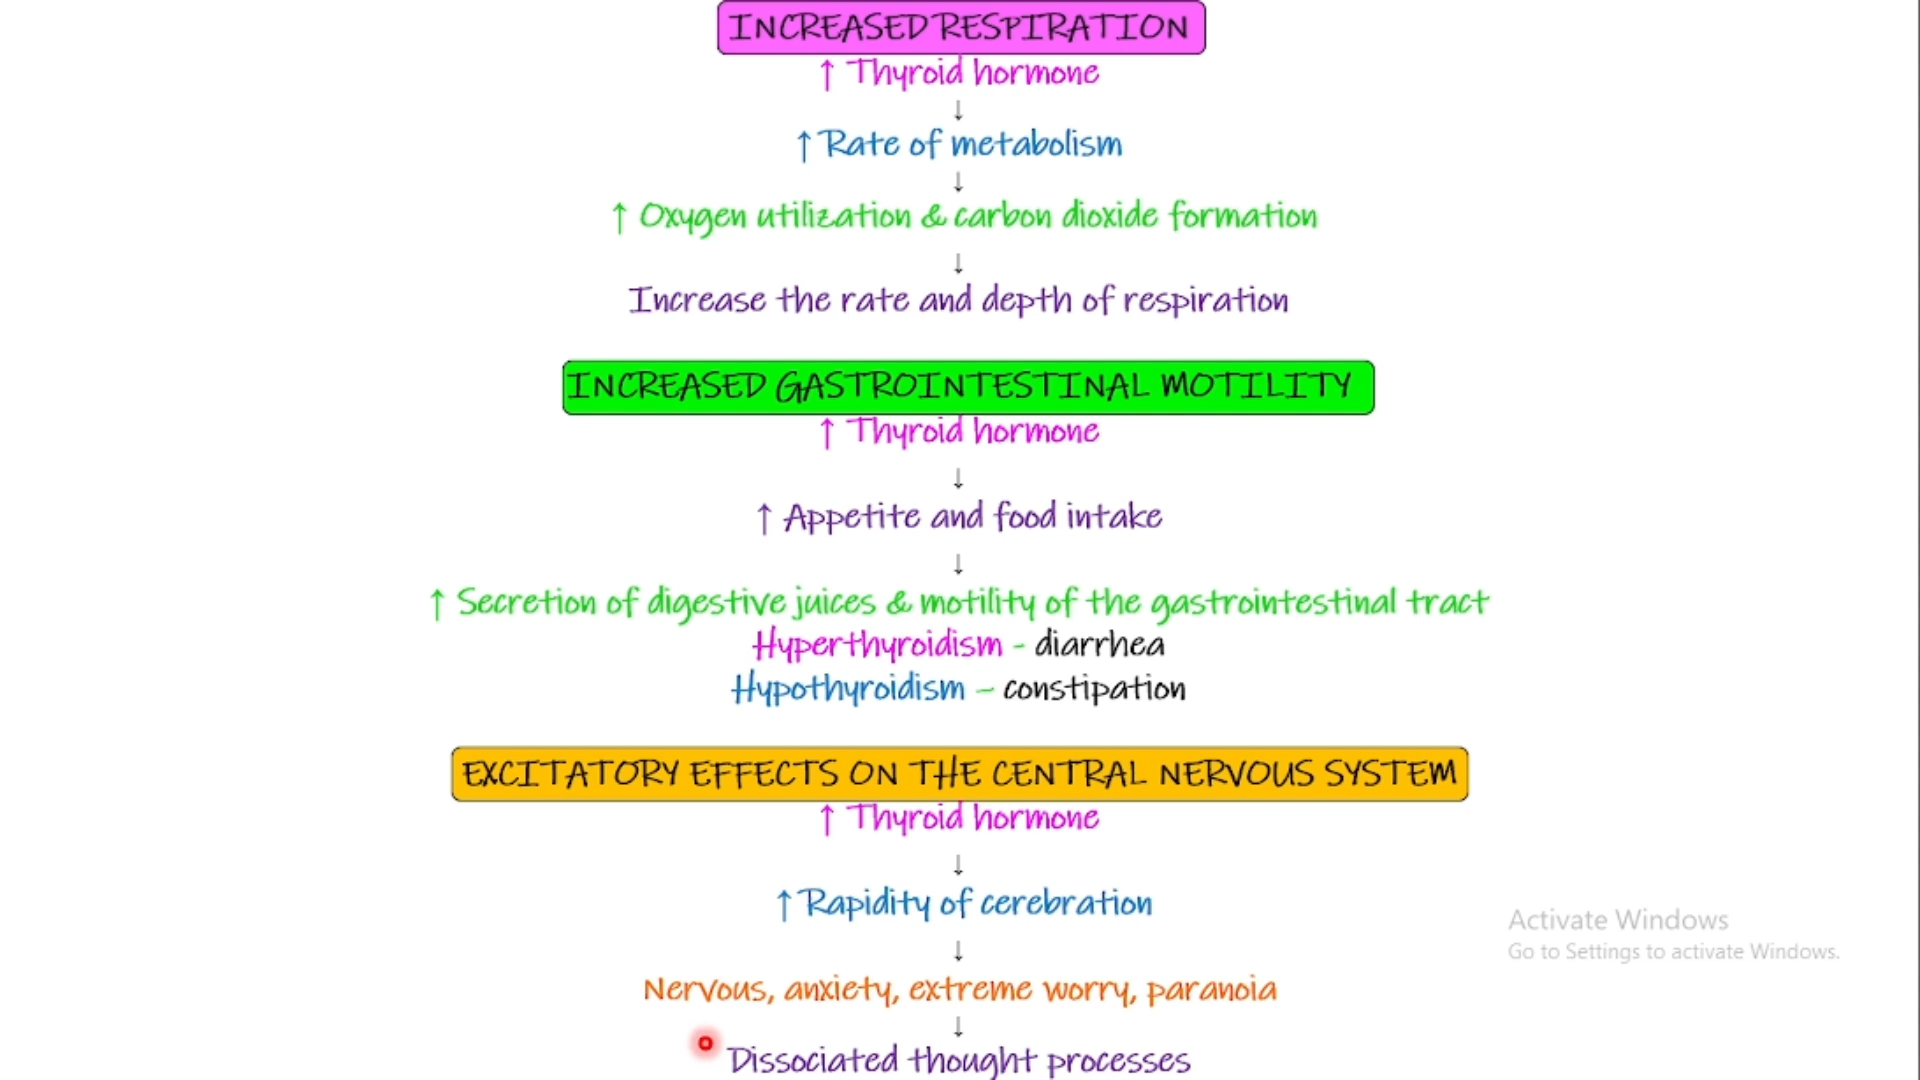 INCREASED RESPIRATION
↑ Thyroid hormone
↓
↑ Rate of metabolism
↓
↑ Oxygen utilization & carbon dioxide formation
↓
Increase the rate and depth of respiration
INCREASED GASTROINTESTINAL MOTILITY
↑ Thyroid hormone
↓
↑ Appetite and food intake
↓
↑ Secretion of digestive juices & motility of the gastrointestinal tract
Hyperthyroidism - diarrhea
Hypothyroidism – constipation
EXCITATORY EFFECTS ON THE CENTRAL NERVOUS SYSTEM
↑ Thyroid hormone
↓
↑ Rapidity of cerebration
↓
Nervous, anxiety, extreme worry, paranoia
↓
Dissociated thought processes
Activate Windows
Go to Settings to activate Windows.